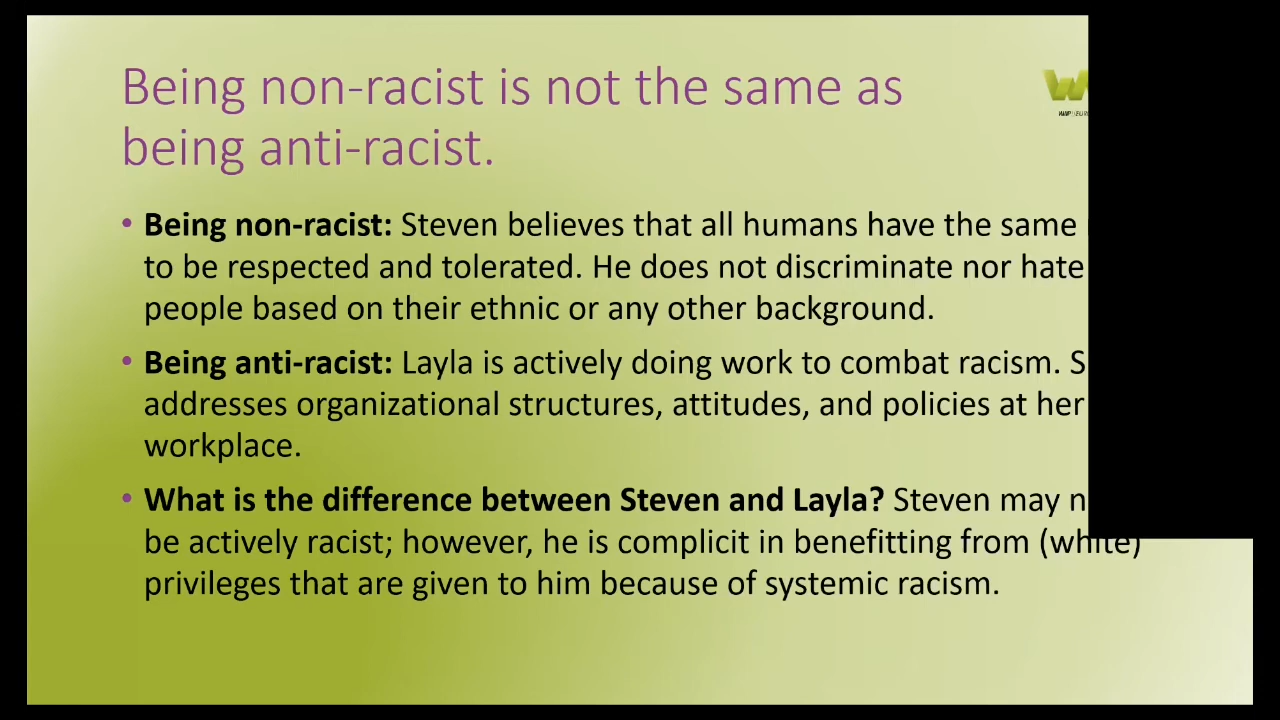 Being non-racist is not the same as
being anti-racist.
• Being non-racist: Steven believes that all humans have the same
to be respected and tolerated. He does not discriminate nor hate
people based on their ethnic or any other background.
• Being anti-racist: Layla is actively doing work to combat racism. S
addresses organizational structures, attitudes, and policies at her
workplace.
• What is the difference between Steven and Layla? Steven may n
be actively racist; however, he is complicit in benefitting from (white)
privileges that are given to him because of systemic racism.